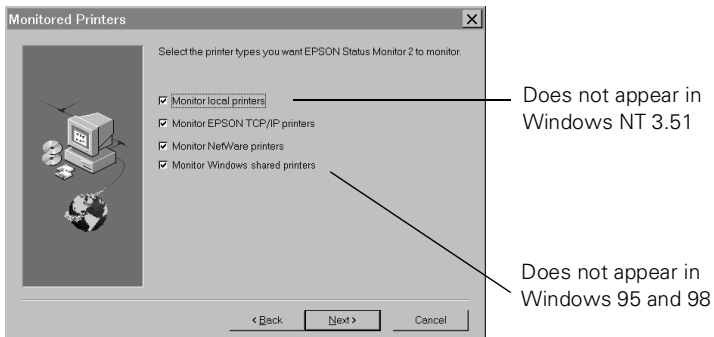 Monitored Printers
Select the printer types you want EPSON Status Monitor 2 to monitor.
Monitor local printers
Monitor EPSON TCP/IP printers
Monitor NetWare printers
Monitor Windows shared printers
Does not appear in
Windows NT 3.51
Does not appear in
Windows 95 and 98
< Back
Next >
Cancel